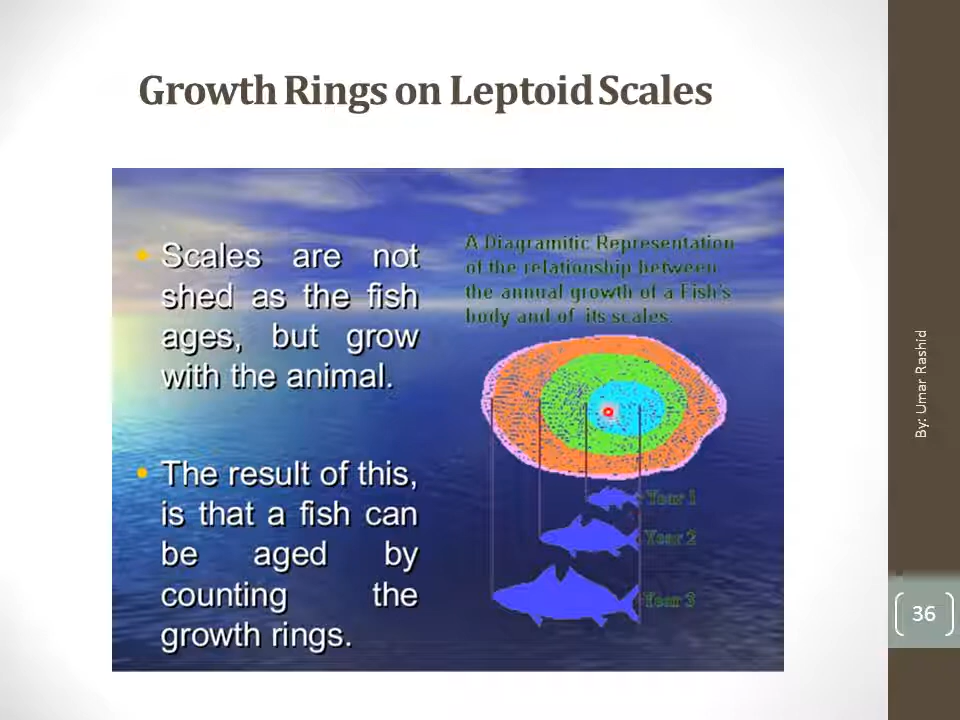 Growth Rings on Leptoid Scales
• Scales are not
shed as the fish
ages, but grow
with the animal.
• The result of this,
is that a fish can
be aged by
counting the
growth rings.
A Diagramitic Representation
of the relationship between
the annual growth of a Fish's
body and of its scales.
Year 1
Year 2
Year 3
By: Umar Rashid
36